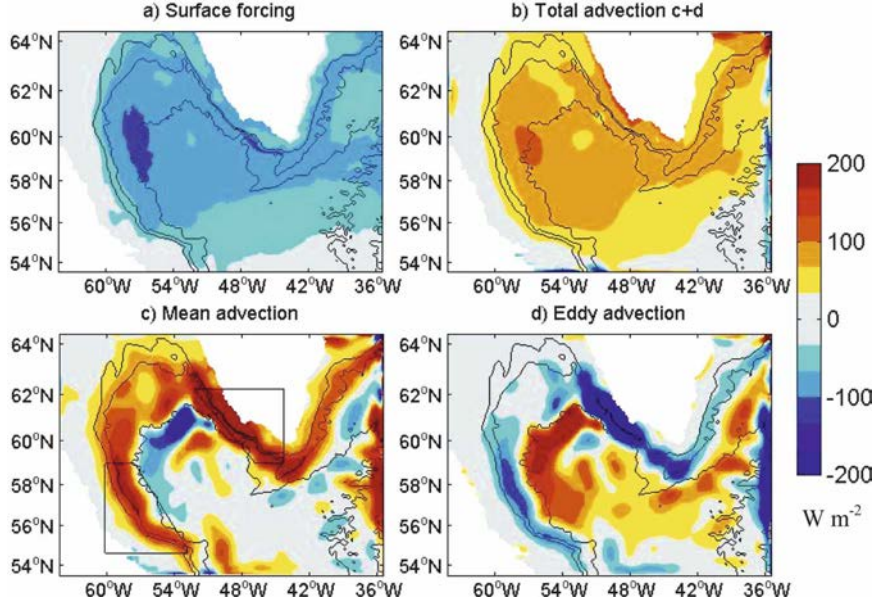 a) Surface forcing
b) Total advection c+d
64°N
62°N
60°N
58°N
56°N
54°N
60°W
54°W
48°W
42°W
36°W
64°N
62°N
60°N
58°N
56°N
54°N
60°W
54°W
48°W
42°W
36°W
c) Mean advection
d) Eddy advection
64°N
62°N
60°N
58°N
56°N
54°N
60°W
54°W
48°W
42°W
36°W
64°N
62°N
60°N
58°N
56°N
54°N
60°W
54°W
48°W
42°W
36°W
200
100
0
-100
-200
W m⁻²